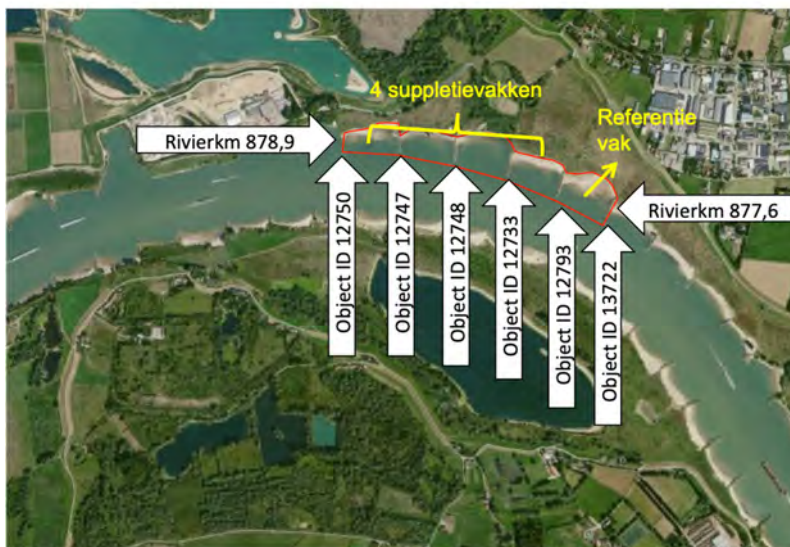 4 suppletievakken
Referentie
vak
Rivierkm 878,9
Rivierkm 877,6
Object ID 12750
Object ID 12747
Object ID 12748
Object ID 12733
Object ID 12793
Object ID 13722